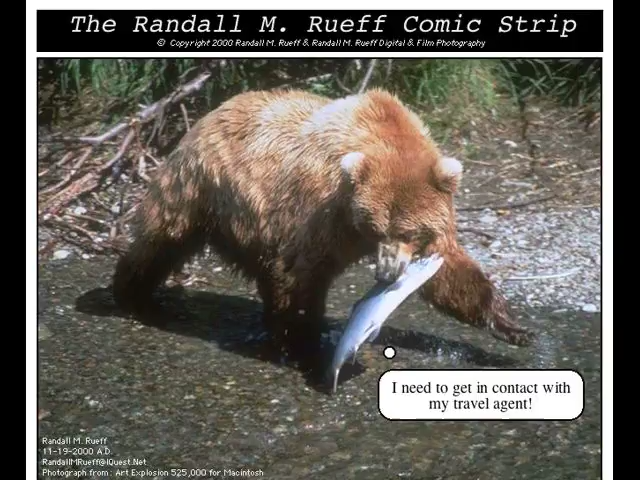 The Randall M. Rueff Comic Strip
© Copyright 2000 Randall M. Rueff & Randall M. Rueff Digital & Film Photography
I need to get in contact with
my travel agent!
Randall M. Rueff
11-19-2000 A.D.
RandallMRueff@IQuest.Net
Photograph from: Art Explosion 525,000 for Macintosh